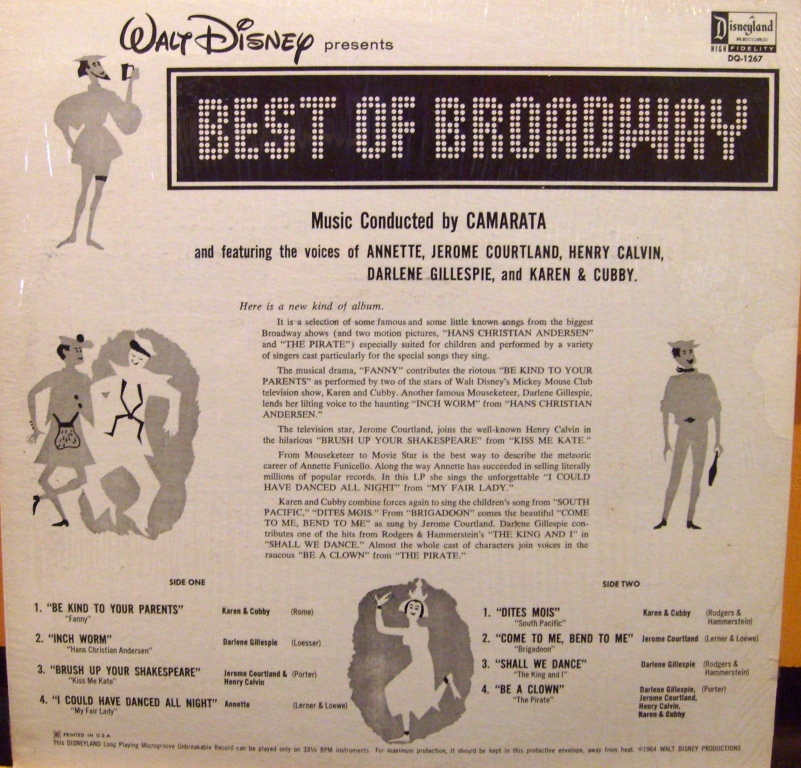 WALT DISNEY presents
Disneyland
RECORD
HIGH FIDELITY
DQ-1267
BEST OF BROADWAY
Music Conducted by CAMARATA
and featuring the voices of ANNETTE, JEROME COURTLAND, HENRY CALVIN,
DARLENE GILLESPIE, and KAREN & CUBBY.
Here is a new kind of album.
It is a selection of some famous and some little known songs from the biggest
Broadway shows (and two motion pictures, "HANS CHRISTIAN ANDERSEN"
and "THE PIRATE") especially suited for children and performed by a variety
of singers cast particularly for the special songs they sing.
The musical drama, "FANNY" contributes the riotous "BE KIND TO YOUR
PARENTS" as performed by two of the stars of Walt Disney's Mickey Mouse Club
television show, Karen and Cubby. Another famous Mouseketeer, Darlene Gillespie,
lends her lilting voice to the haunting "INCH WORM" from "HANS CHRISTIAN
ANDERSEN."
The television star, Jerome Courtland, joins the well-known Henry Calvin in
the hilarious "BRUSH UP YOUR SHAKESPEARE" from "KISS ME KATE."
From Mouseketeer to Movie Star is the best way to describe the meteoric
career of Annette Funicello. Along the way Annette has succeeded in selling literally
millions of popular records. In this LP she sings the unforgettable "I COULD
HAVE DANCED ALL NIGHT" from "MY FAIR LADY."
Karen and Cubby combine forces again to sing the children's song from "SOUTH
PACIFIC," "DITES MOIS." From "BRIGADOON" comes the beautiful "COME
TO ME, BEND TO ME" as sung by Jerome Courtland. Darlene Gillespie con-
tributes one of the hits from Rodgers & Hammerstein's "THE KING AND I" in
"SHALL WE DANCE." Almost the whole cast of characters join voices in the
raucous "BE A CLOWN" from "THE PIRATE."
SIDE ONE
1. "BE KIND TO YOUR PARENTS" Karen & Cubby (Rome)
"Fanny"
2. "INCH WORM" Darlene Gillespie (Loesser)
"Hans Christian Andersen"
3. "BRUSH UP YOUR SHAKESPEARE" Jerome Courtland & (Porter)
"Kiss Me Kate" Henry Calvin
4. "I COULD HAVE DANCED ALL NIGHT" Annette (Lerner & Loewe)
"My Fair Lady"
SIDE TWO
1. "DITES MOIS" Karen & Cubby (Rodgers &
"South Pacific" Hammerstein)
2. "COME TO ME, BEND TO ME" Jerome Courtland (Lerner & Loewe)
"Brigadoon"
3. "SHALL WE DANCE" Darlene Gillespie (Rodgers &
"The King and I" Hammerstein)
4. "BE A CLOWN" Darlene Gillespie, (Porter)
"The Pirate" Jerome Courtland,
Henry Calvin,
Karen & Cubby
PRINTED IN U.S.A.
This DISNEYLAND Long Playing Microgroove Unbreakable Record can be played only on 33⅓ RPM instruments. For maximum protection, it should be kept in this protective envelope, away from heat. ©1964 WALT DISNEY PRODUCTIONS